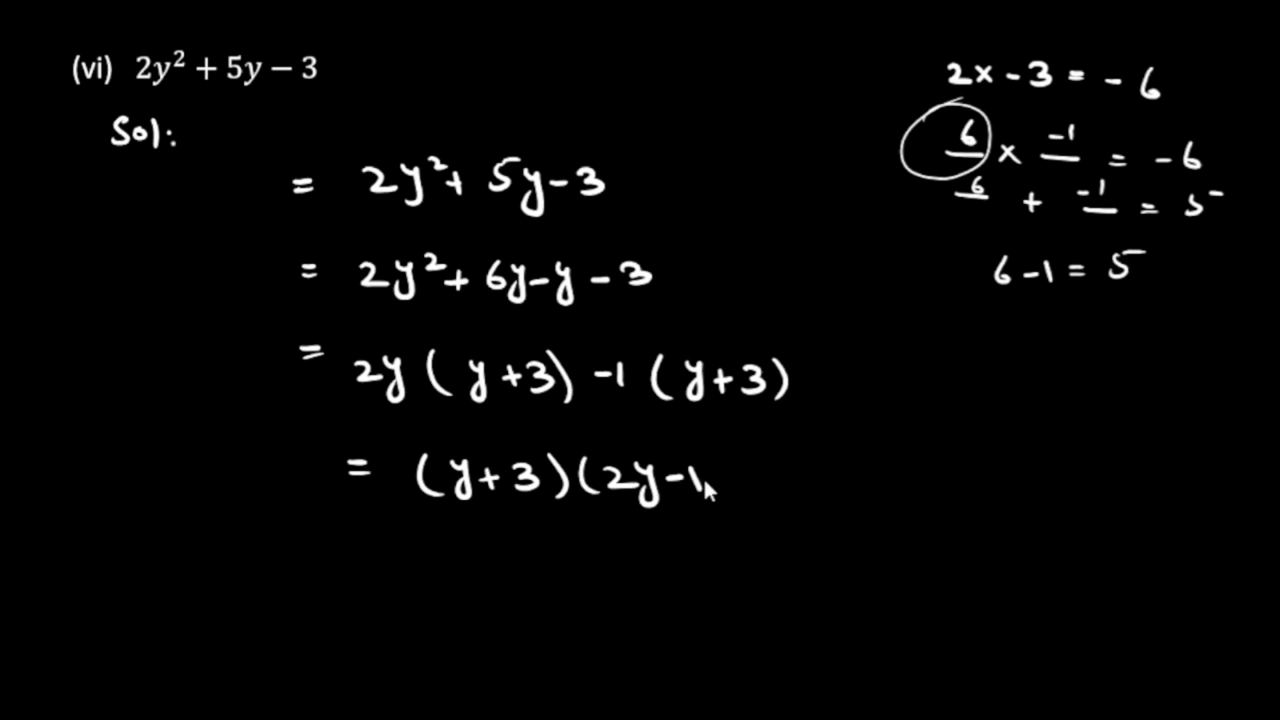 (vi) 2y² + 5y − 3
Sol:
= 2y² + 5y - 3
= 2y² + 6y - y - 3
= 2y ( y + 3 ) - 1 ( y + 3 )
= ( y + 3 ) ( 2y - 1
2 x - 3 = - 6
6 x -1 = - 6
6 + -1 = 5
6 - 1 = 5